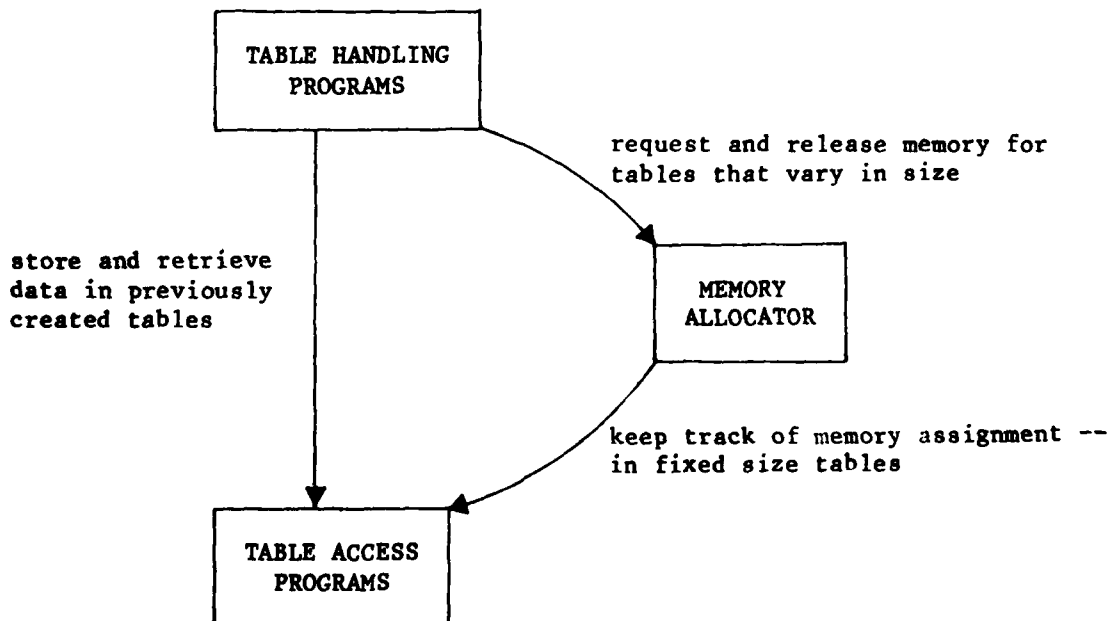 TABLE HANDLING
PROGRAMS
request and release memory for
tables that vary in size
store and retrieve
data in previously
created tables
MEMORY
ALLOCATOR
keep track of memory assignment --
in fixed size tables
TABLE ACCESS
PROGRAMS